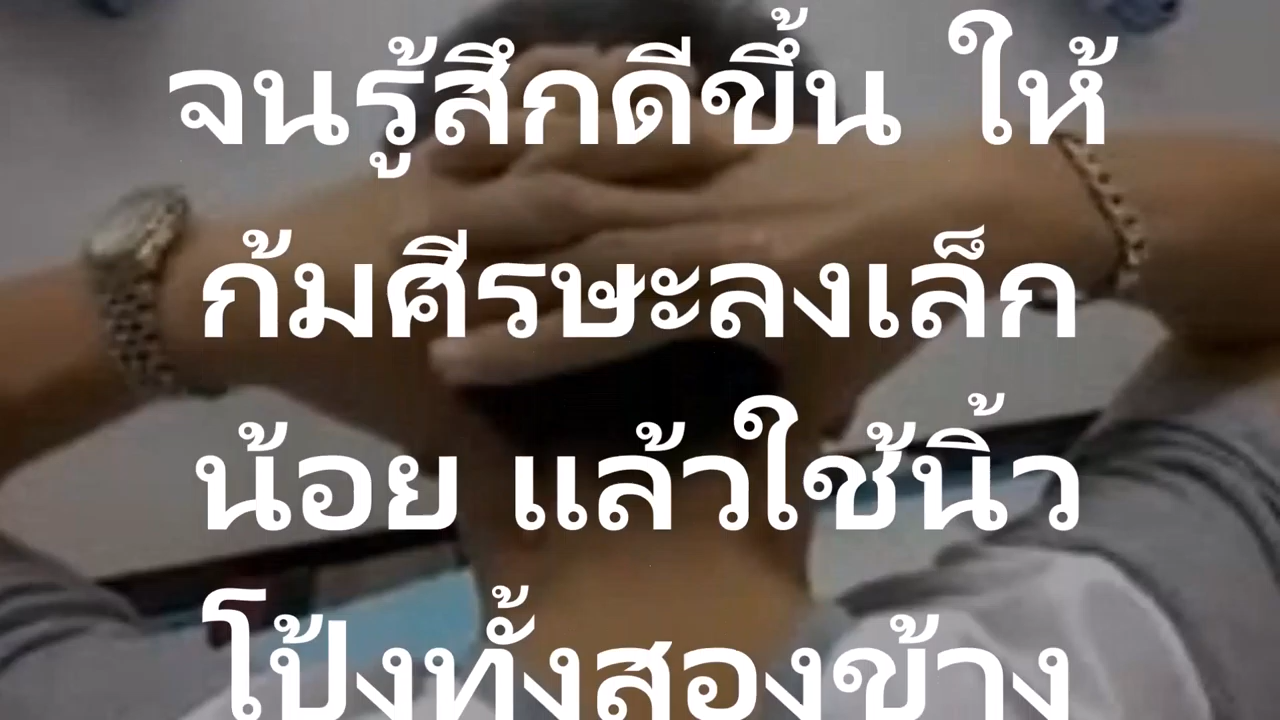 จนรู้สึกดีขึ้น ให้
ก้มศีรษะลงเล็ก
น้อย แล้วใช้นิ้ว
โป้งทั้งสองข้าง